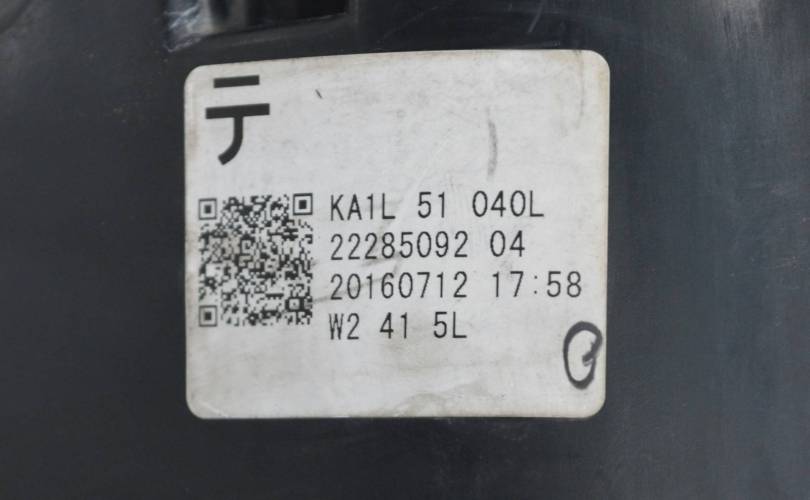 テ
KA1L 51 040L
22285092 04
20160712 17:58
W2 41 5L